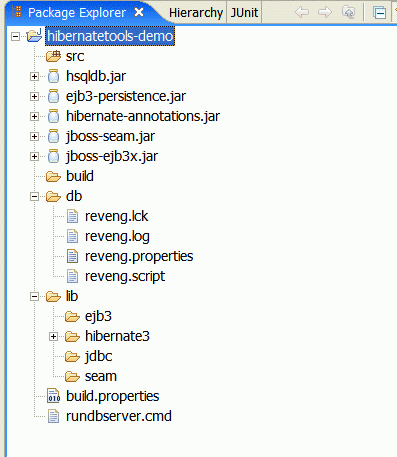 Package Explorer Hierarchy JUnit
hibernatetools-demo
src
hsqldb.jar
ejb3-persistence.jar
hibernate-annotations.jar
jboss-seam.jar
jboss-ejb3x.jar
build
db
reveng.lck
reveng.log
reveng.properties
reveng.script
lib
ejb3
hibernate3
jdbc
seam
build.properties
rundbserver.cmd